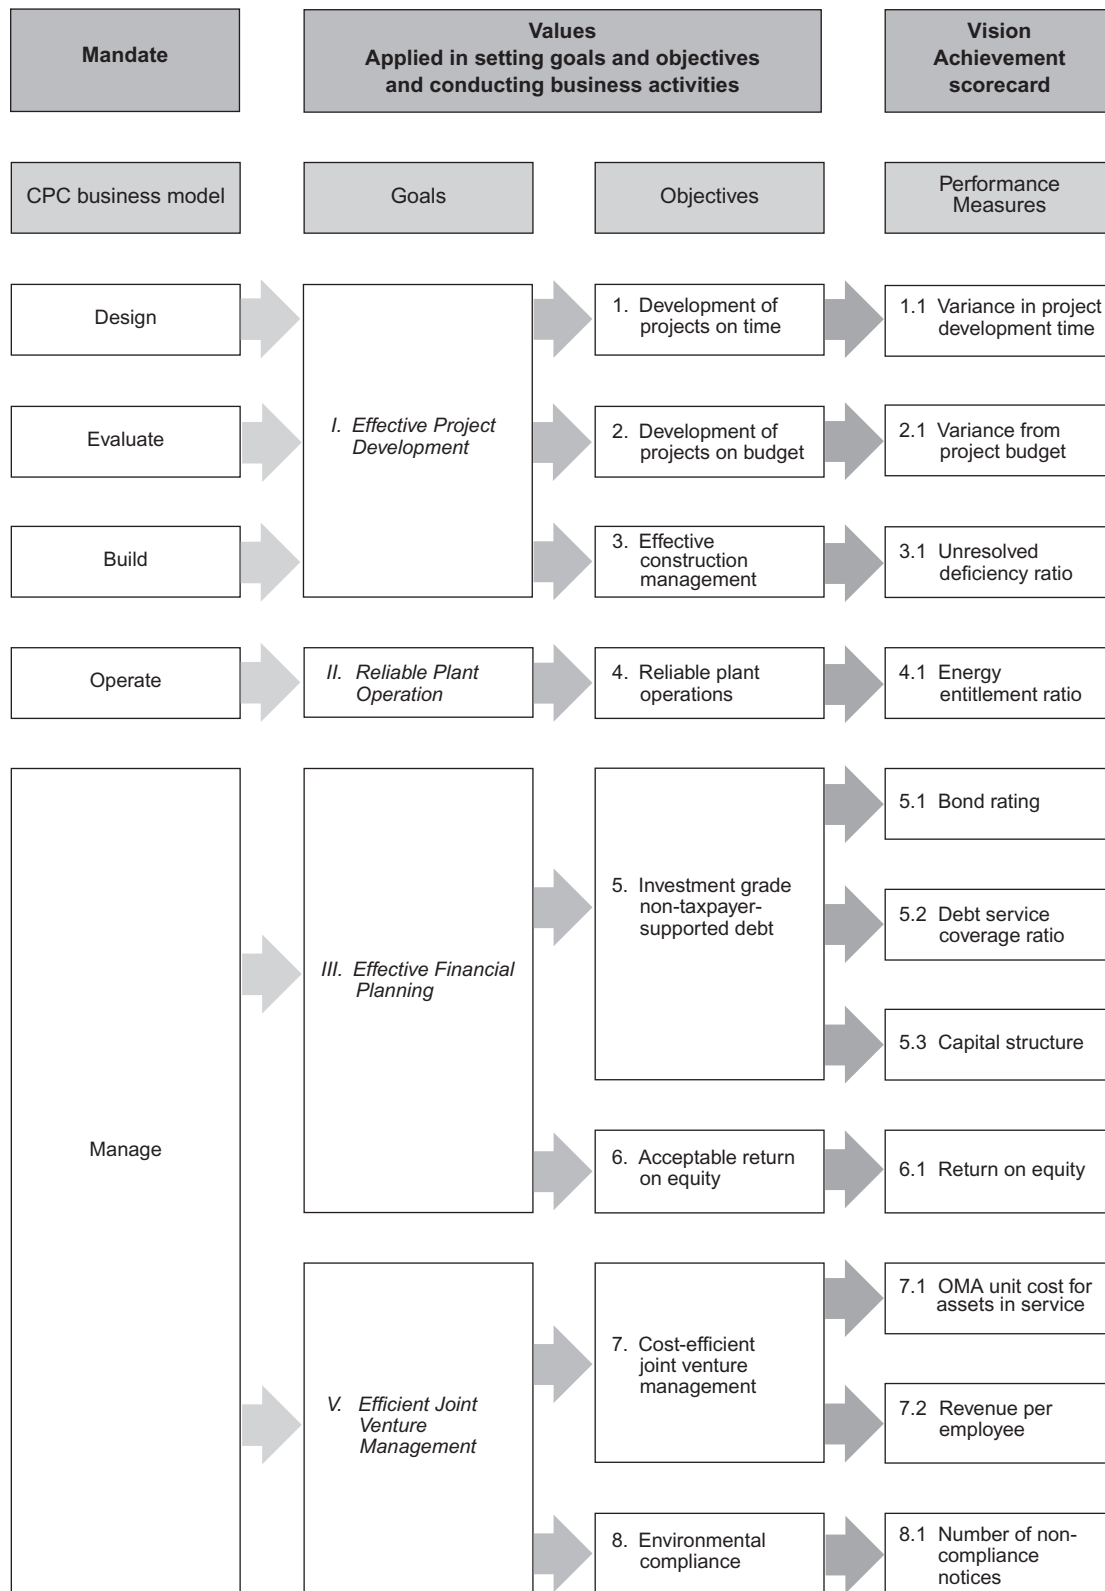 Mandate
Values
Applied in setting goals and objectives
and conducting business activities
Vision
Achievement
scorecard
CPC business model
Goals
Objectives
Performance
Measures
Design
Evaluate
Build
I. Effective Project
Development
1. Development of
projects on time
1.1 Variance in project
development time
2. Development of
projects on budget
2.1 Variance from
project budget
3. Effective
construction
management
3.1 Unresolved
deficiency ratio
Operate
II. Reliable Plant
Operation
4. Reliable plant
operations
4.1 Energy
entitlement ratio
Manage
III. Effective Financial
Planning
5. Investment grade
non-taxpayer-
supported debt
5.1 Bond rating
5.2 Debt service
coverage ratio
5.3 Capital structure
6. Acceptable return
on equity
6.1 Return on equity
V. Efficient Joint
Venture
Management
7. Cost-efficient
joint venture
management
7.1 OMA unit cost for
assets in service
7.2 Revenue per
employee
8. Environmental
compliance
8.1 Number of non-
compliance
notices